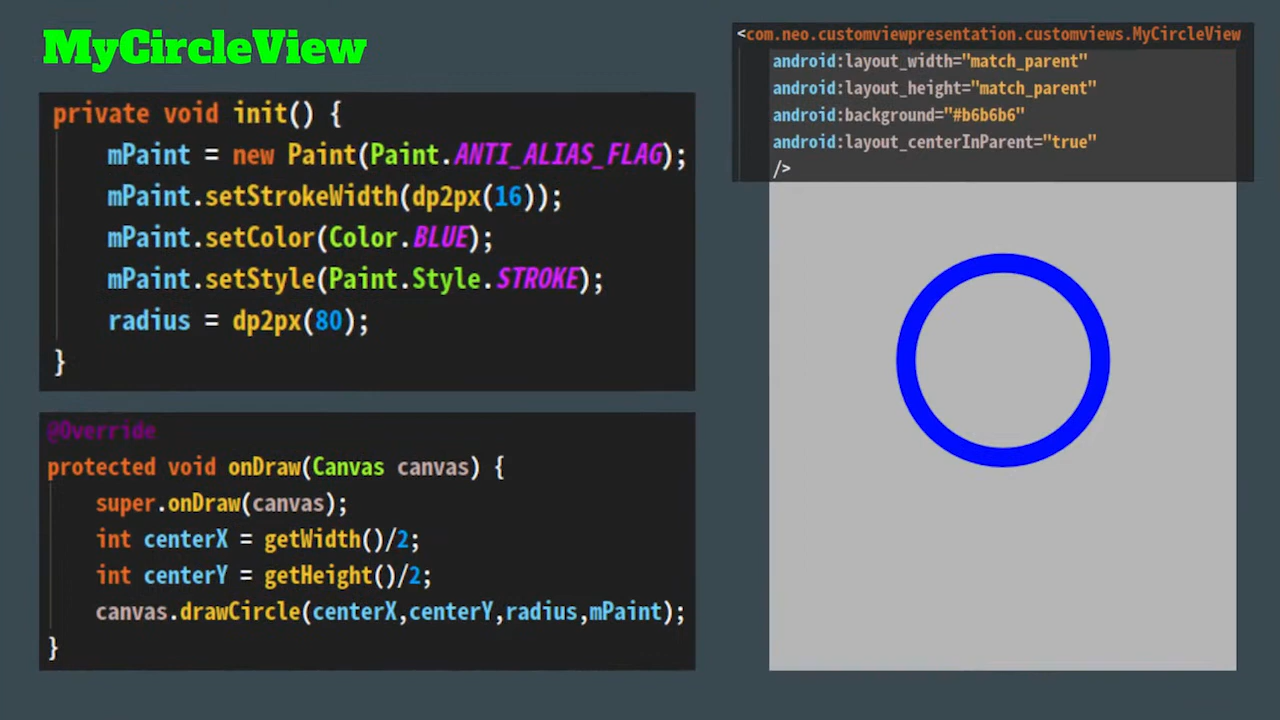 MyCircleView
private void init() {
mPaint = new Paint(Paint.ANTI_ALIAS_FLAG);
mPaint.setStrokeWidth(dp2px(16));
mPaint.setColor(Color.BLUE);
mPaint.setStyle(Paint.Style.STROKE);
radius = dp2px(80);
}
@Override
protected void onDraw(Canvas canvas) {
super.onDraw(canvas);
int centerX = getWidth()/2;
int centerY = getHeight()/2;
canvas.drawCircle(centerX,centerY,radius,mPaint);
}
<com.neo.customviewpresentation.customviews.MyCircleView
android:layout_width="match_parent"
android:layout_height="match_parent"
android:background="#b6b6b6"
android:layout_centerInParent="true"
/>